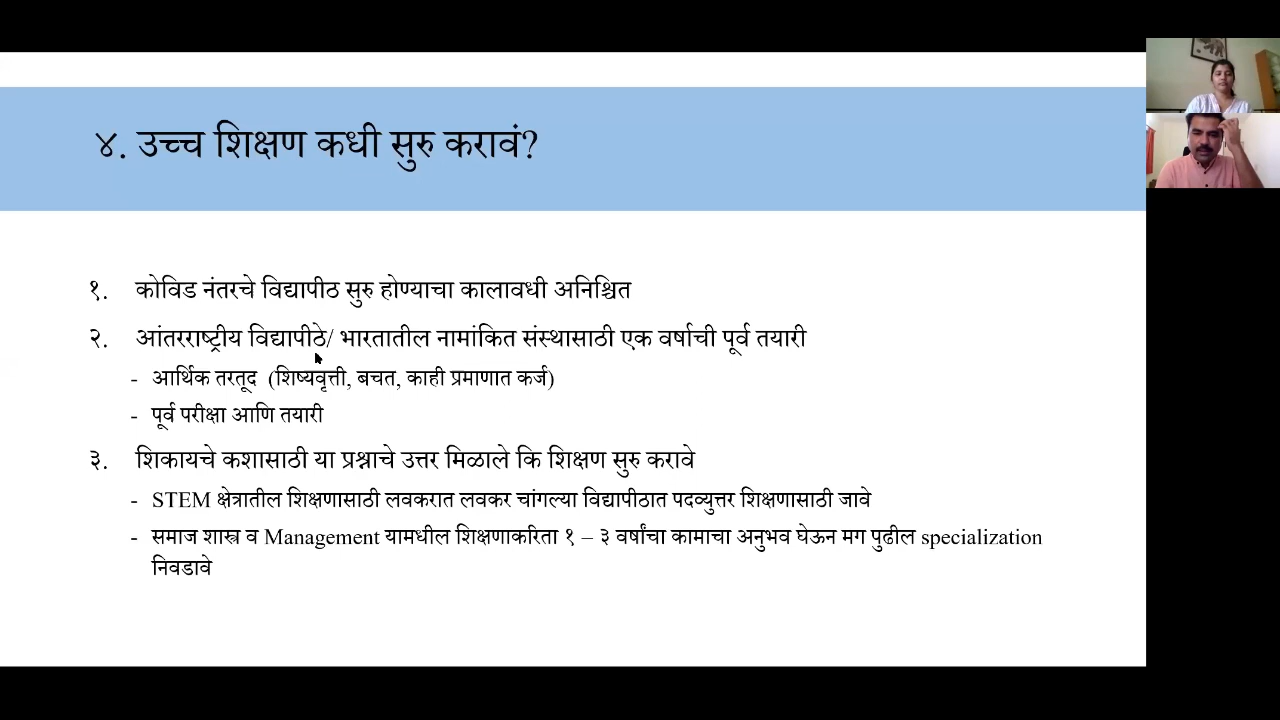 ४. उच्च शिक्षण कधी सुरु करावं?
१. कोविड नंतरचे विद्यापीठ सुरु होण्याचा कालावधी अनिश्चित
२. आंतरराष्ट्रीय विद्यापीठे/ भारतातील नामांकित संस्थासाठी एक वर्षाची पूर्व तयारी
- आर्थिक तरतूद (शिष्यवृत्ती, बचत, काही प्रमाणात कर्ज)
- पूर्व परीक्षा आणि तयारी
३. शिकायचे कशासाठी या प्रश्नाचे उत्तर मिळाले कि शिक्षण सुरु करावे
- STEM क्षेत्रातील शिक्षणासाठी लवकरात लवकर चांगल्या विद्यापीठात पदव्युत्तर शिक्षणासाठी जावे
- समाज शास्त्र व Management यामधील शिक्षणाकरिता १ – ३ वर्षांचा कामाचा अनुभव घेऊन मग पुढील specialization
निवडावे